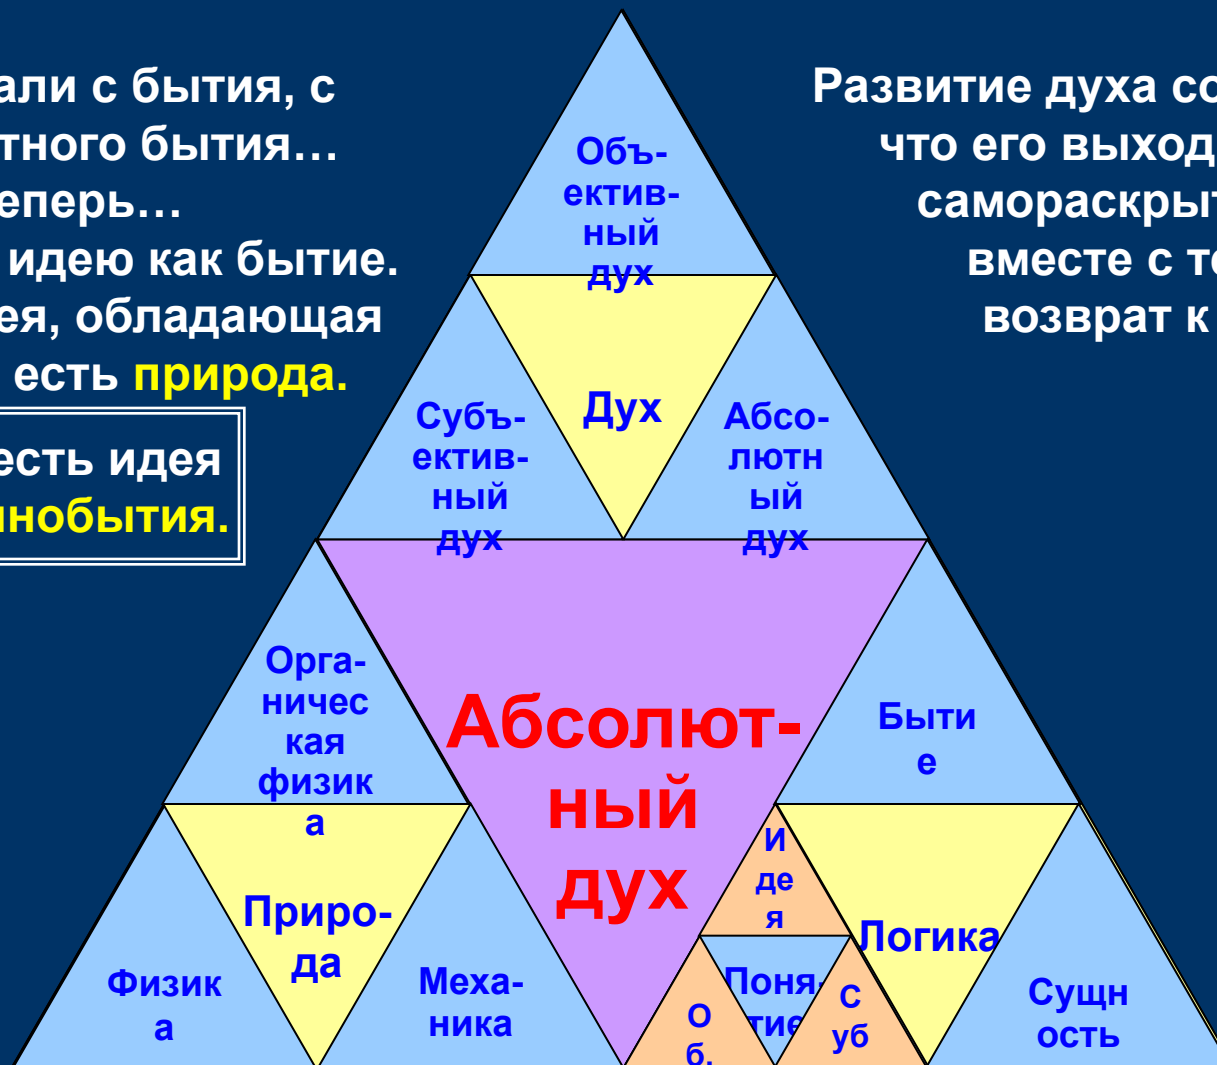 али с бытия, с
тного бытия...
еперь...
идею как бытие.
ея, обладающая
есть природа.
есть идея
нобытия.
Развитие духа со
что его выход
самораскрыт
вместе с те
возврат к
Объ-
ектив-
ный
дух
Дух
Субъ-
ектив-
ный
дух
Абсо-
лютн
ый
дух
Абсолют-
ный
дух
Орга-
ничес
кая
физик
а
Приро-
да
Физик
а
Меха-
ника
Быти
е
И
де
я
Логика
Поня-
тие
О
б.
С
уб
Сущн
ость